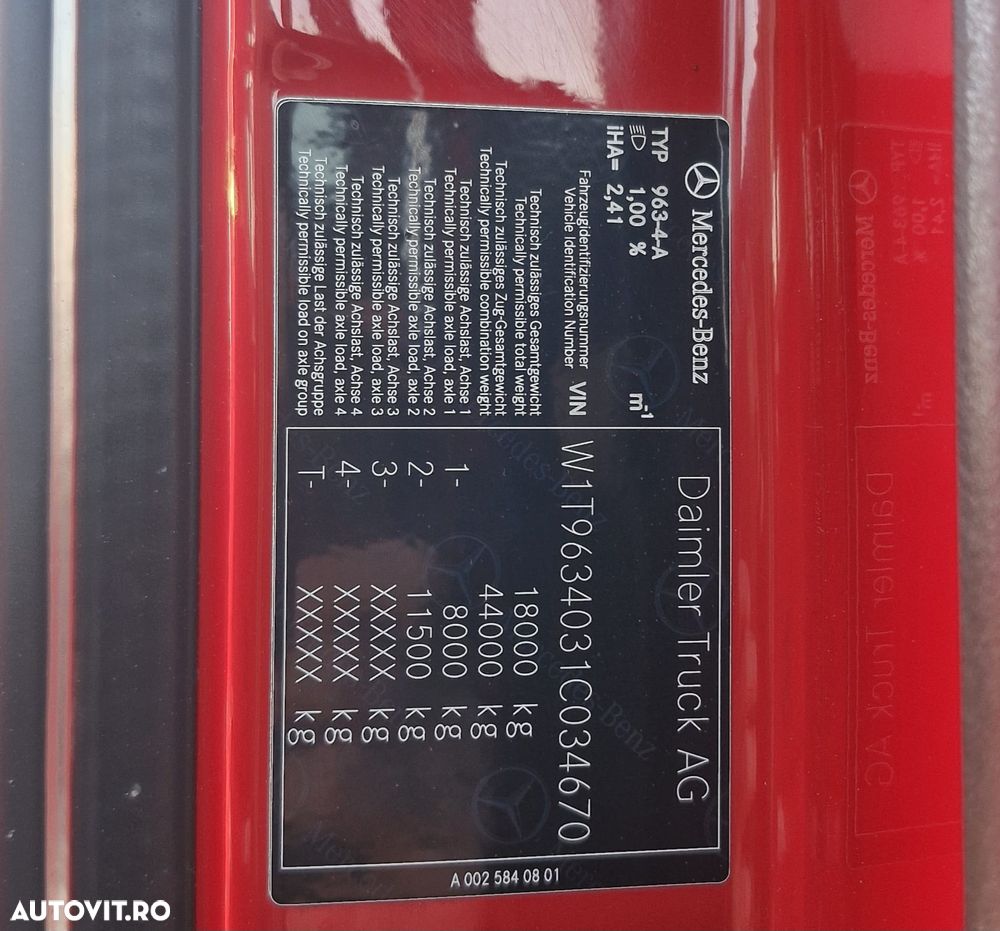 Mercedes-Benz Daimler Truck AG
TYP 963-4-A
1,00 % m⁻¹
iHA= 2,41
Fahrzeugidentifizierungsnummer
Vehicle Identification Number VIN W1T9634031C034670
Technisch zulässiges Gesamtgewicht
Technically permissible total weight 18000 kg
Technisch zulässiges Zug-Gesamtgewicht
Technically permissible combination weight 44000 kg
Technisch zulässige Achslast, Achse 1
Technically permissible axle load, axle 1 1- 8000 kg
Technisch zulässige Achslast, Achse 2
Technically permissible axle load, axle 2 2- 11500 kg
Technisch zulässige Achslast, Achse 3
Technically permissible axle load, axle 3 3- XXXXX kg
Technisch zulässige Achslast, Achse 4
Technically permissible axle load, axle 4 4- XXXXX kg
Technisch zulässige Last der Achsgruppe
Technically permissible load on axle group T- XXXXX kg
A 002 584 08 01
AUTOVIT.RO